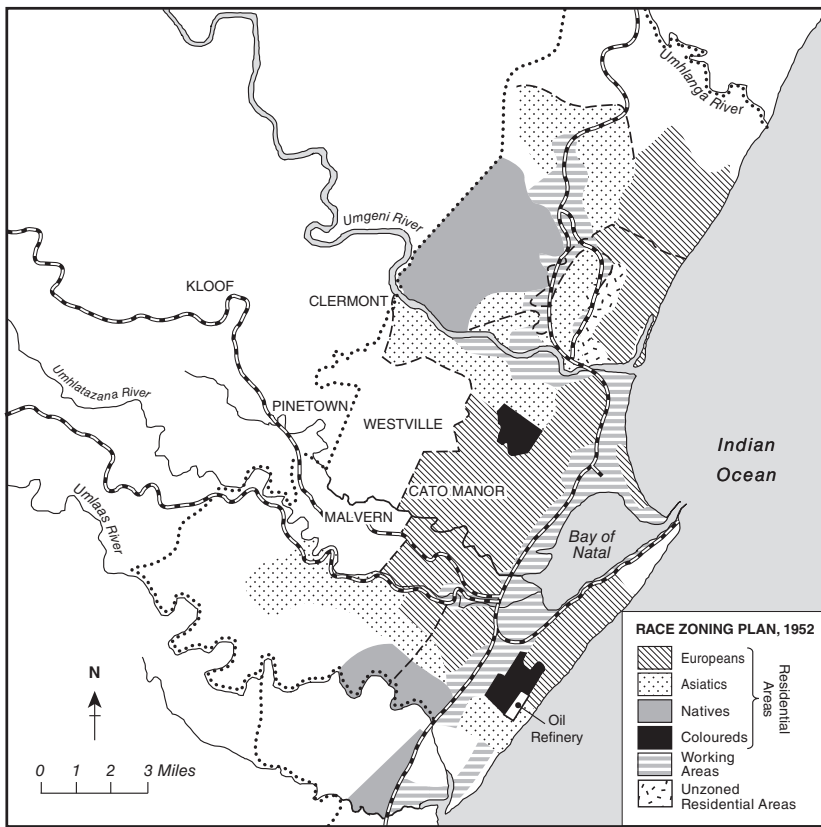 Umhlanga River
Umgeni River
KLOOF
CLERMONT
Umhlatazana River
PINETOWN
WESTVILLE
Indian
Ocean
Umlaas River
CATO MANOR
MALVERN
Bay of
Natal
N
0 1 2 3 Miles
Oil
Refinery
RACE ZONING PLAN, 1952
Europeans
Asiatics
Natives
Coloureds
Residential
Areas
Working
Areas
Unzoned
Residential Areas